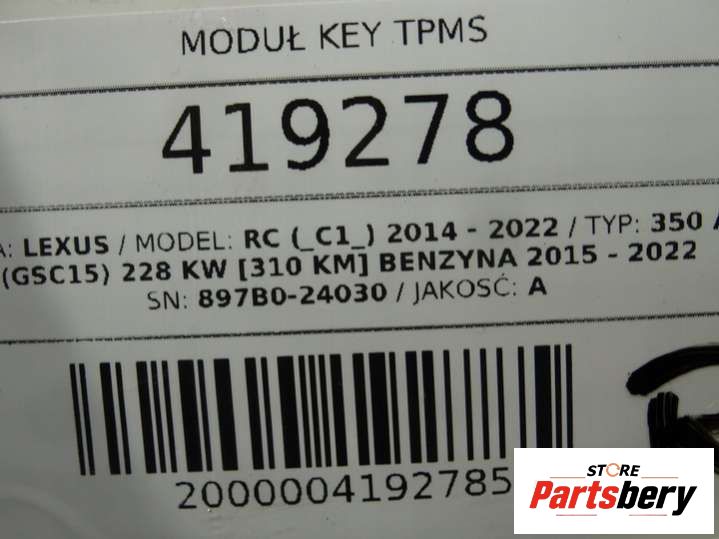 MODUŁ KEY TPMS
419278
A: LEXUS / MODEL: RC (_C1_) 2014 - 2022 / TYP: 350 A
(GSC15) 228 KW [310 KM] BENZYNA 2015 - 2022
SN: 897B0-24030 / JAKOŚĆ: A
2000004192785
STORE
Partsbery